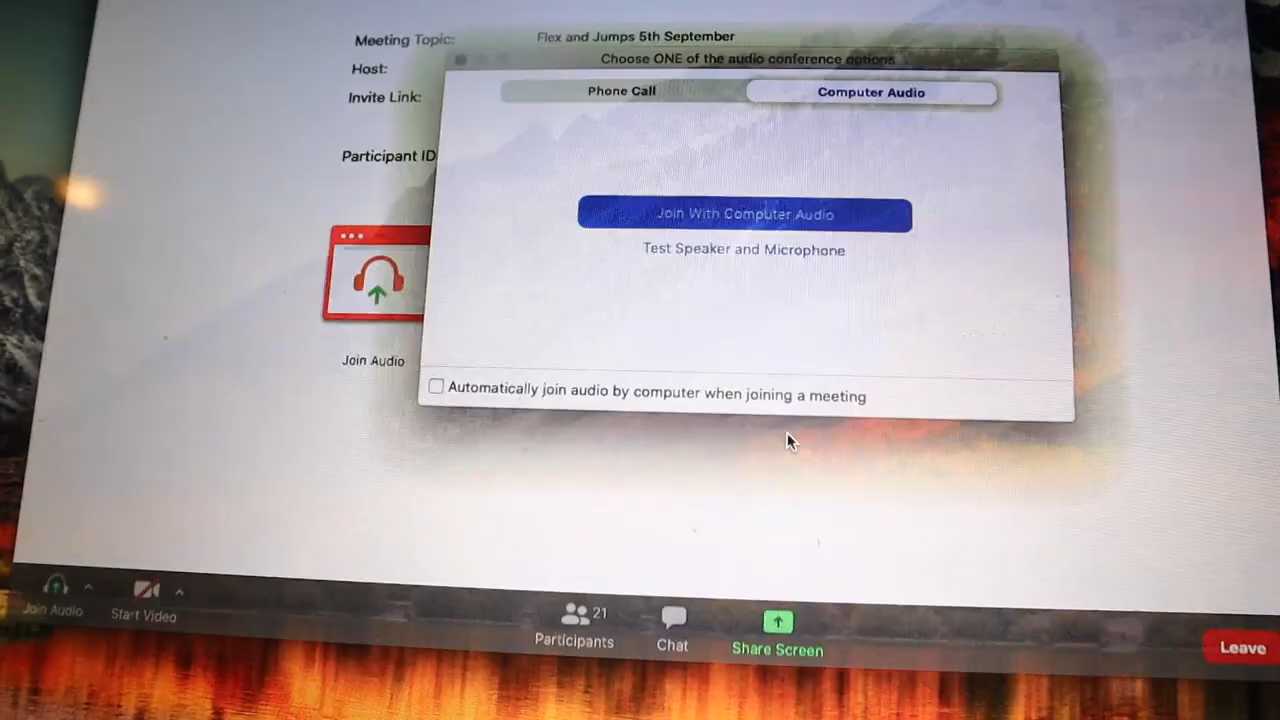 Meeting Topic: Flex and Jumps 5th September
Choose ONE of the audio conference options
Host:
Phone Call Computer Audio
Invite Link:
Participant ID
Join With Computer Audio
Test Speaker and Microphone
Join Audio
Automatically join audio by computer when joining a meeting
Join Audio
Start Video
21
Participants
Chat
Share Screen
Leave